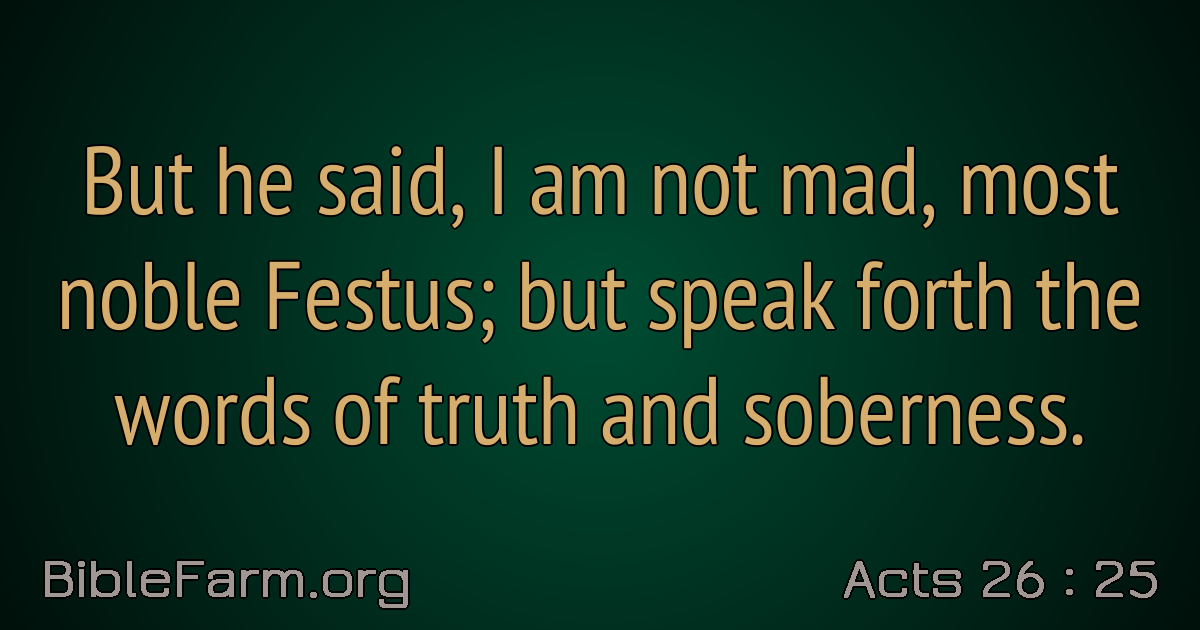 But he said, I am not mad, most
noble Festus; but speak forth the
words of truth and soberness.
BibleFarm.org
Acts 26 : 25